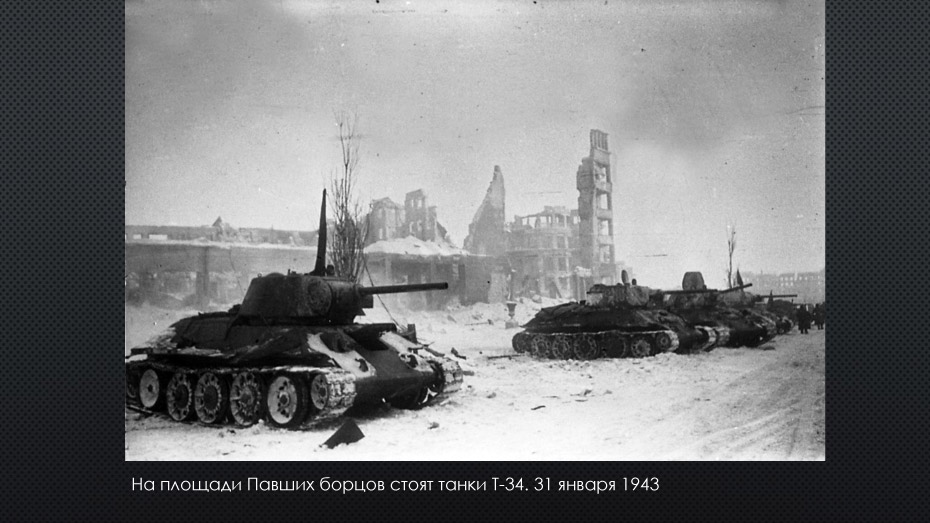 На площади Павших борцов стоят танки Т-34. 31 января 1943